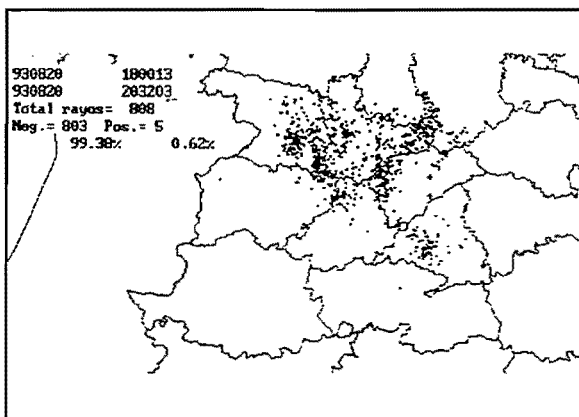 930820 180013
930820 203203
Total rayos= 808
Neg.= 803 Pos.= 5
99.38% 0.62%